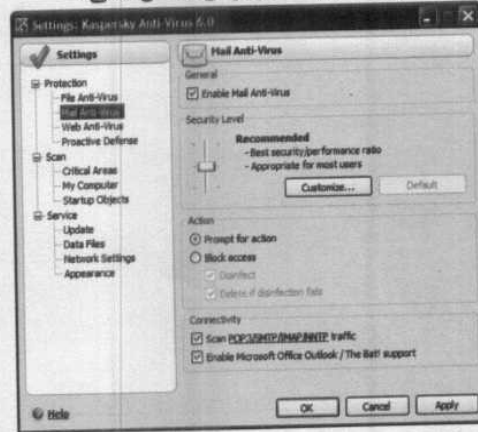 Settings: Kaspersky Anti-Virus 6.0
Settings
Protection
File Anti-Virus
Mail Anti-Virus
Web Anti-Virus
Proactive Defense
Scan
Critical Areas
My Computer
Startup Objects
Service
Update
Data Files
Network Settings
Appearance
Help
Mail Anti-Virus
General
Enable Mail Anti-Virus
Security Level
Recommended
- Best security/performance ratio
- Appropriate for most users
Customize...
Default
Action
Prompt for action
Block access
Disinfect
Delete if disinfection fails
Connectivity
Scan POP3/SMTP/IMAP/NNTP traffic
Enable Microsoft Office Outlook / The Bat! support
OK
Cancel
Apply